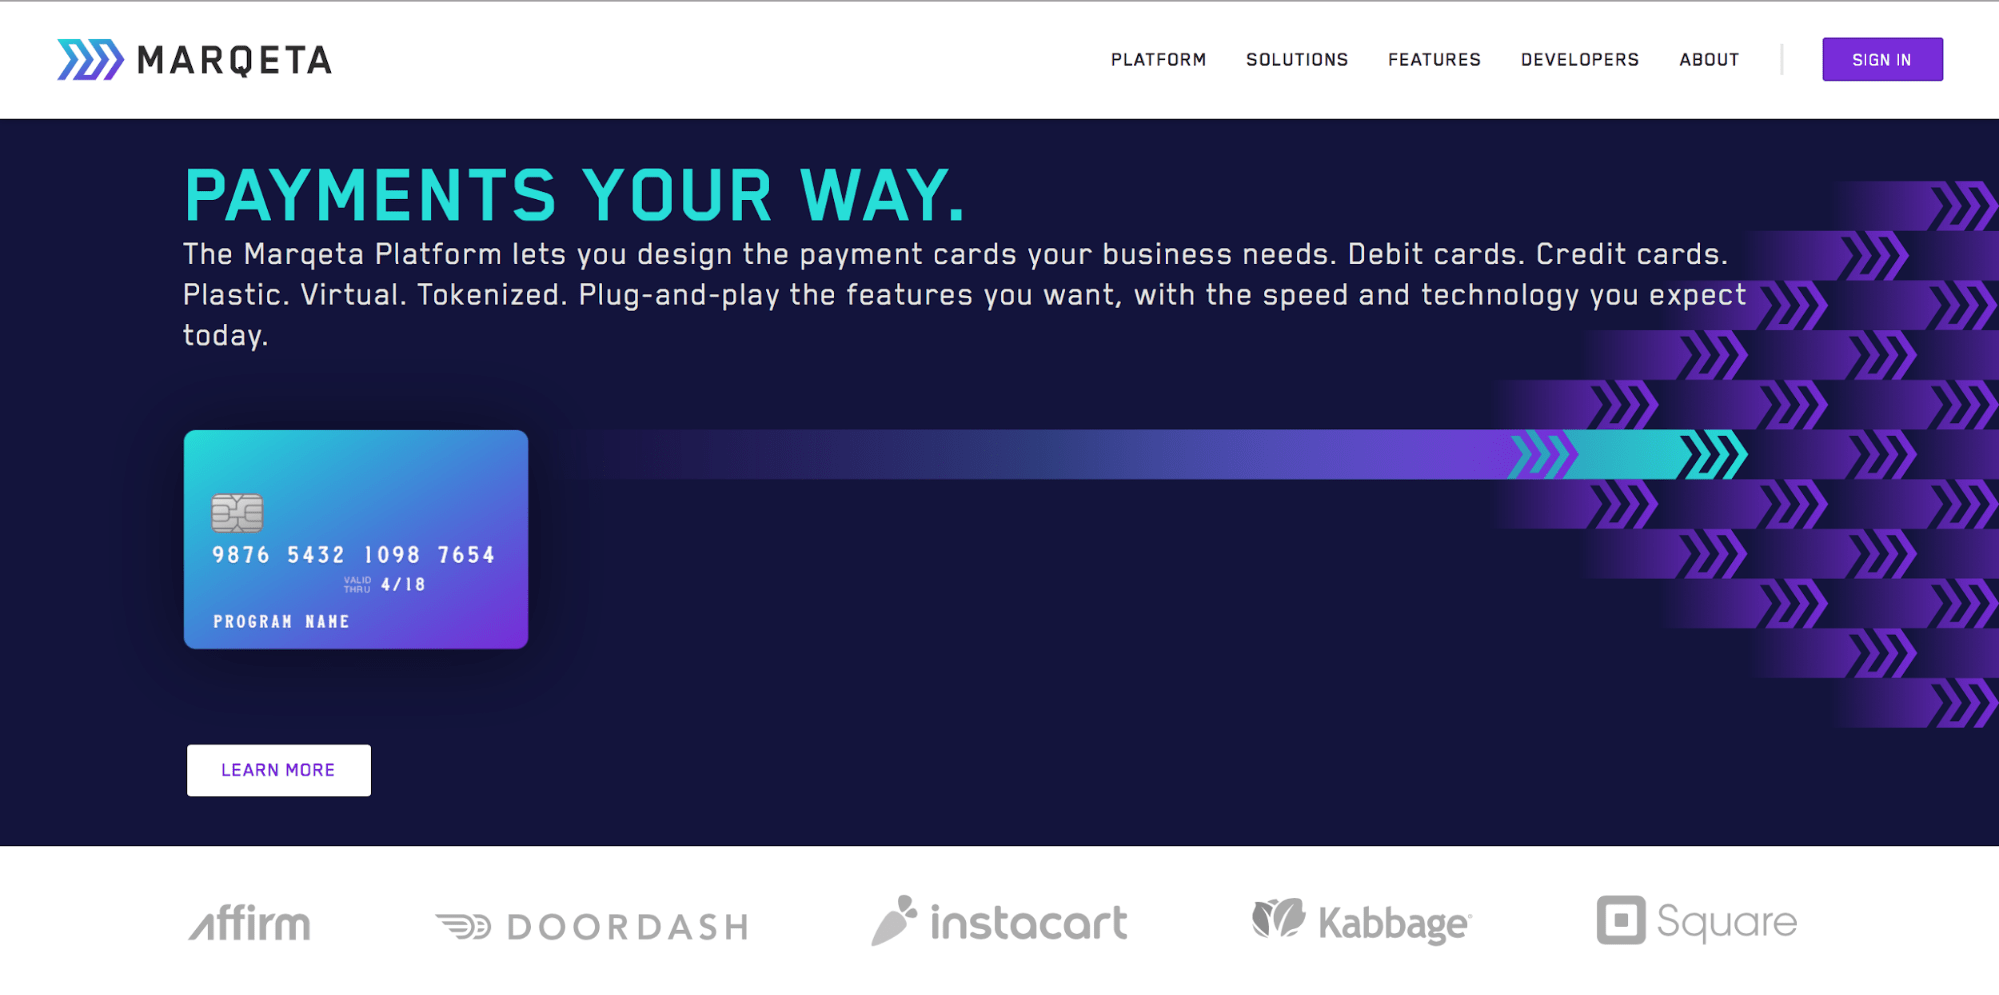 MARQETA
PLATFORM SOLUTIONS FEATURES DEVELOPERS ABOUT SIGN IN
PAYMENTS YOUR WAY.
The Marqeta Platform lets you design the payment cards your business needs. Debit cards. Credit cards.
Plastic. Virtual. Tokenized. Plug-and-play the features you want, with the speed and technology you expect
today.
9876 5432 1098 7654
VALID
THRU 4/18
PROGRAM NAME
LEARN MORE
affirm DOORDASH instacart Kabbage Square